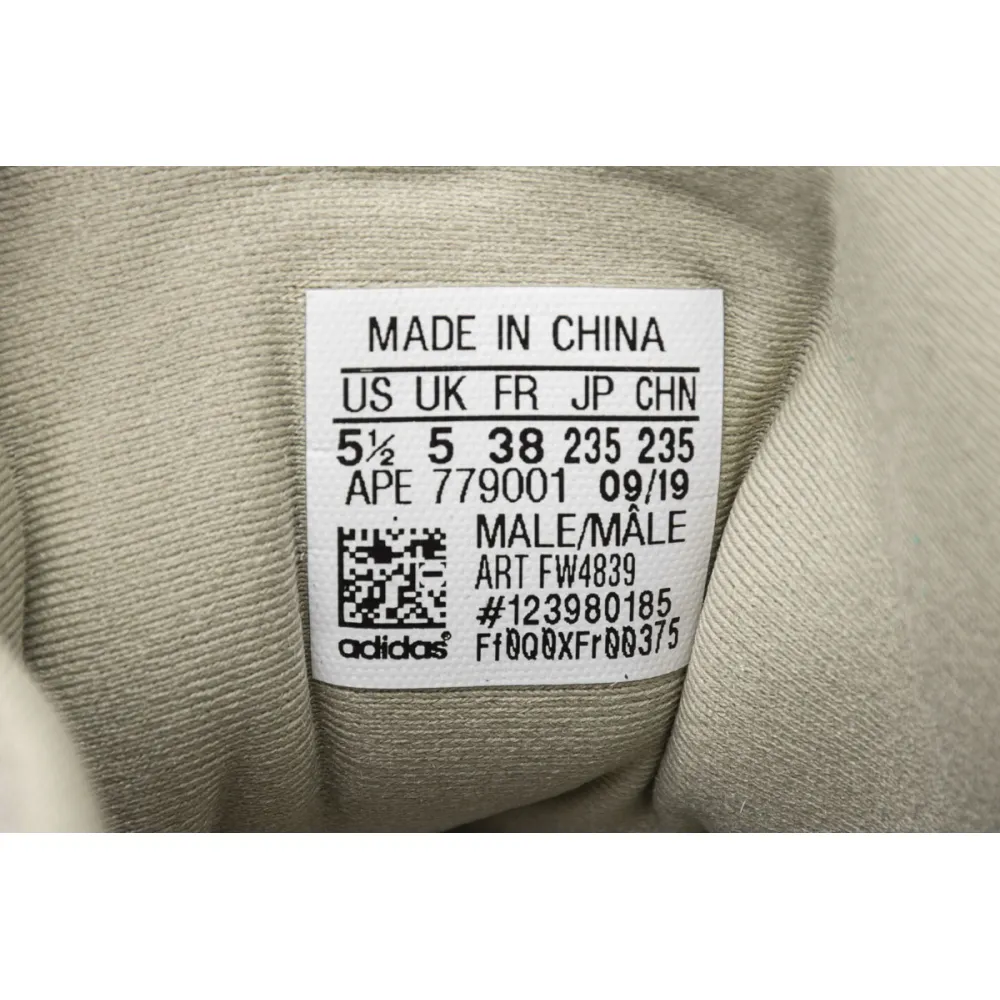 MADE IN CHINA
US UK FR JP CHN
5½ 5 38 235 235
APE 779001 09/19
MALE/MÂLE
ART FW4839
#123980185
Ff0Q0XFr00375
adidas®